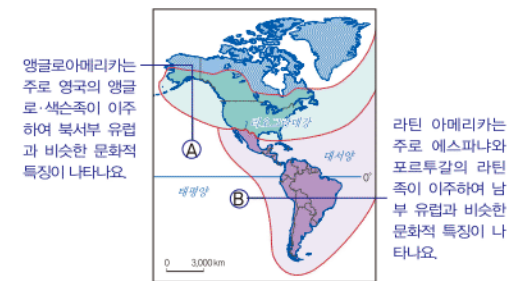 앵글로아메리카는
주로 영국의 앵글
로·색슨족이 이주
하여 북서부 유럽
과 비슷한 문화적
특징이 나타나요.
Ⓐ
대서양
태평양
0°
Ⓑ
0 3,000km
라틴 아메리카는
주로 에스파냐와
포르투갈의 라틴
족이 이주하여 남
부 유럽과 비슷한
문화적 특징이 나
타나요.